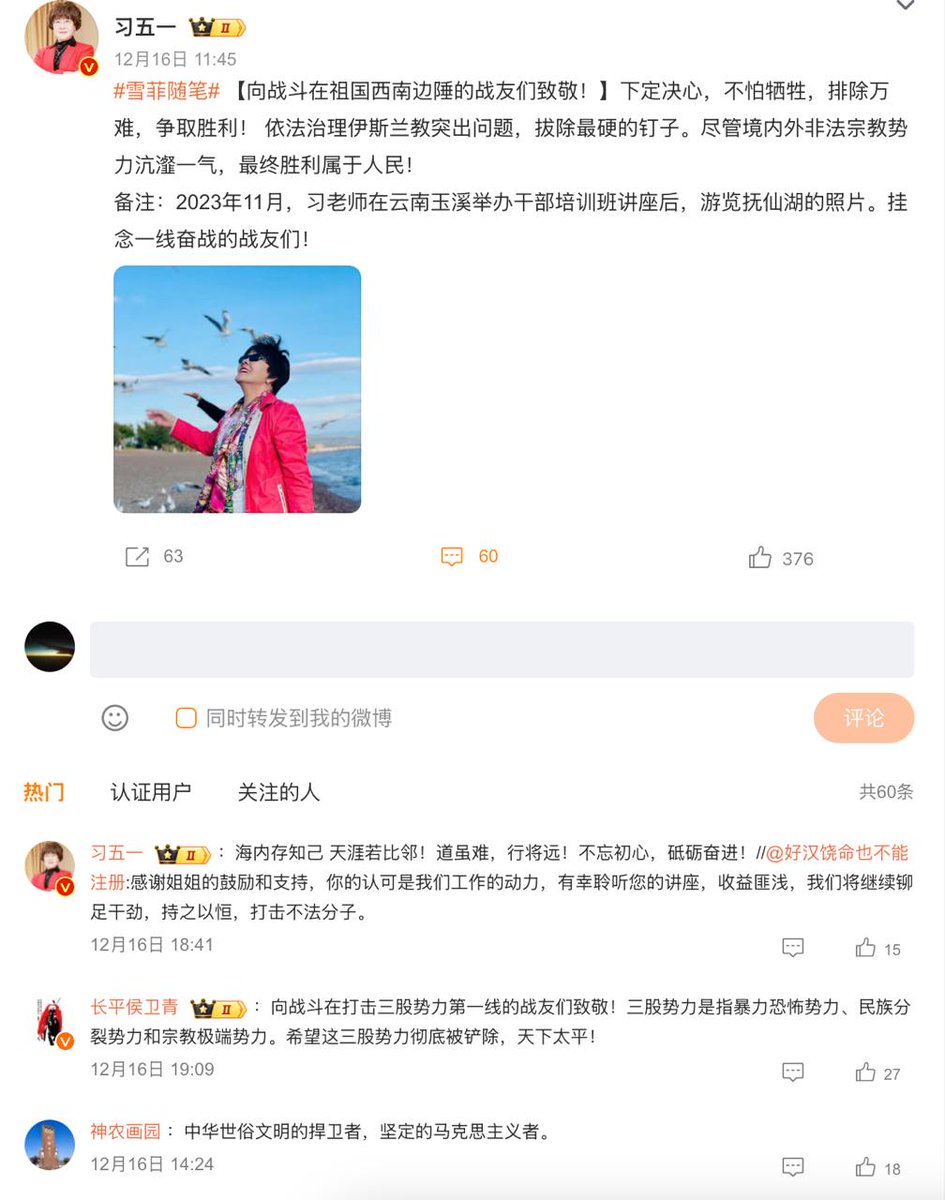 习五一 II
12月16日 11:45
#雪菲随笔# 【向战斗在祖国西南边陲的战友们致敬！】下定决心，不怕牺牲，排除万
难，争取胜利！ 依法治理伊斯兰教突出问题，拔除最硬的钉子。尽管境内外非法宗教势
力沆瀣一气，最终胜利属于人民！
备注：2023年11月，习老师在云南玉溪举办干部培训班讲座后，游览抚仙湖的照片。挂
念一线奋战的战友们！
63 60 376
同时转发到我的微博 评论
热门 认证用户 关注的人 共60条
习五一 II ：海内存知己 天涯若比邻！道虽难，行将远！不忘初心，砥砺奋进！//@好汉饶命也不能
注册:感谢姐姐的鼓励和支持，你的认可是我们工作的动力，有幸聆听您的讲座，收益匪浅，我们将继续铆
足干劲，持之以恒，打击不法分子。
12月16日 18:41 15
长平侯卫青 II ：向战斗在打击三股势力第一线的战友们致敬！三股势力是指暴力恐怖势力、民族分
裂势力和宗教极端势力。希望这三股势力彻底被铲除，天下太平！
12月16日 19:09 27
神农画园：中华世俗文明的捍卫者，坚定的马克思主义者。
12月16日 14:24 18